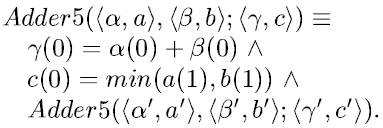 Adder5(⟨α, a⟩, ⟨β, b⟩; ⟨γ, c⟩) ≡
γ(0) = α(0) + β(0) ∧
c(0) = min(a(1), b(1)) ∧
Adder5(⟨α′, a′⟩, ⟨β′, b′⟩; ⟨γ′, c′⟩).